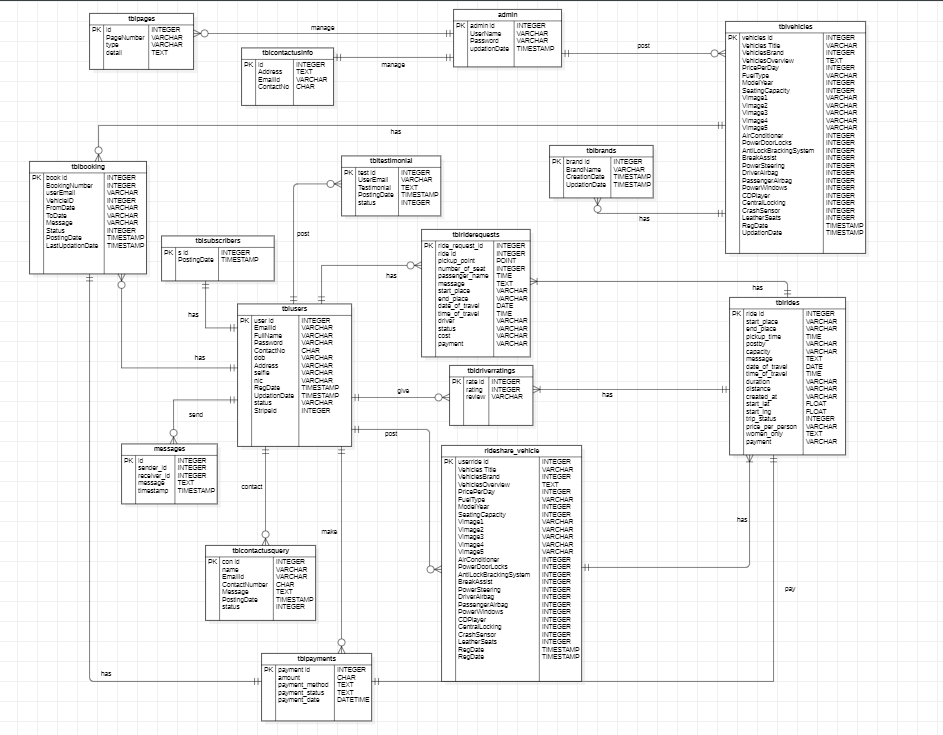 tblpages
PK id INTEGER
PageNumber VARCHAR
type VARCHAR
detail TEXT
manage
admin
PK admin id INTEGER
UserName VARCHAR
Password VARCHAR
updationDate TIMESTAMP
tblcontactusinfo
PK id INTEGER
Address TEXT
EmailId VARCHAR
ContactNo CHAR
manage
post
tblvehicles
PK vehicles id INTEGER
Vehicles Title VARCHAR
VehiclesBrand INTEGER
VehiclesOverview TEXT
PricePerDay INTEGER
FuelType VARCHAR
ModelYear INTEGER
SeatingCapacity INTEGER
Vimage1 VARCHAR
Vimage2 VARCHAR
Vimage3 VARCHAR
Vimage4 VARCHAR
Vimage5 VARCHAR
AirConditioner INTEGER
PowerDoorLocks INTEGER
AntiLockBrackingSystem INTEGER
BreakAssist INTEGER
PowerSteering INTEGER
DriverAirbag INTEGER
PassengerAirbag INTEGER
PowerWindows INTEGER
CDPlayer INTEGER
CentralLocking INTEGER
CrashSensor INTEGER
LeatherSeats INTEGER
RegDate TIMESTAMP
UpdationDate TIMESTAMP
has
tblbooking
PK book id INTEGER
BookingNumber INTEGER
userEmail VARCHAR
VehicleID INTEGER
FromDate VARCHAR
ToDate VARCHAR
Message VARCHAR
Status INTEGER
PostingDate TIMESTAMP
LastUpdationDate TIMESTAMP
tbltestimonial
PK test id INTEGER
UserEmail VARCHAR
Testimonial TEXT
PostingDate TIMESTAMP
status INTEGER
tblbrands
PK brand id INTEGER
BrandName VARCHAR
CreationDate TIMESTAMP
UpdationDate TIMESTAMP
has
post
tblsubscribers
PK s id INTEGER
PostingDate TIMESTAMP
has
tblriderequests
PK ride_request_id INTEGER
ride id INTEGER
pickup_point POINT
number_of_seat INTEGER
passenger_name TIME
message TEXT
start_place VARCHAR
end_place VARCHAR
date_of_travel DATE
time_of_travel TIME
driver VARCHAR
status VARCHAR
cost VARCHAR
payment VARCHAR
has
has
tblrides
PK ride id INTEGER
start_place VARCHAR
end_place VARCHAR
pickup_time TIME
postby VARCHAR
capacity VARCHAR
message TEXT
date_of_travel DATE
time_of_travel TIME
duration VARCHAR
distance VARCHAR
created_at VARCHAR
start_lat FLOAT
start_lng FLOAT
trip_status INTEGER
price_per_person VARCHAR
women_only TEXT
payment VARCHAR
tblusers
PK user id INTEGER
EmailId VARCHAR
FullName VARCHAR
Password VARCHAR
ContactNo CHAR
dob VARCHAR
Address VARCHAR
selfie VARCHAR
nic VARCHAR
RegDate TIMESTAMP
UpdationDate TIMESTAMP
status VARCHAR
StripeId INTEGER
has
tbldriverratings
PK rate id INTEGER
rating INTEGER
review VARCHAR
give
has
send
post
messages
PK id INTEGER
sender_id INTEGER
receiver_id INTEGER
message TEXT
timestamp TIMESTAMP
rideshare_vehicle
PK userride id INTEGER
Vehicles Title VARCHAR
VehiclesBrand INTEGER
VehiclesOverview TEXT
PricePerDay INTEGER
FuelType VARCHAR
ModelYear INTEGER
SeatingCapacity INTEGER
Vimage1 VARCHAR
Vimage2 VARCHAR
Vimage3 VARCHAR
Vimage4 VARCHAR
Vimage5 VARCHAR
AirConditioner INTEGER
PowerDoorLocks INTEGER
AntiLockBrackingSystem INTEGER
BreakAssist INTEGER
PowerSteering INTEGER
DriverAirbag INTEGER
PassengerAirbag INTEGER
PowerWindows INTEGER
CDPlayer INTEGER
CentralLocking INTEGER
CrashSensor INTEGER
LeatherSeats INTEGER
RegDate TIMESTAMP
RegDate TIMESTAMP
contact
make
has
pay
tblcontactusquery
PK con id INTEGER
name VARCHAR
EmailId VARCHAR
ContactNumber CHAR
Message TEXT
PostingDate TIMESTAMP
status INTEGER
has
tblpayments
PK payment id INTEGER
amount CHAR
payment_method TEXT
payment_status TEXT
payment_date DATETIME